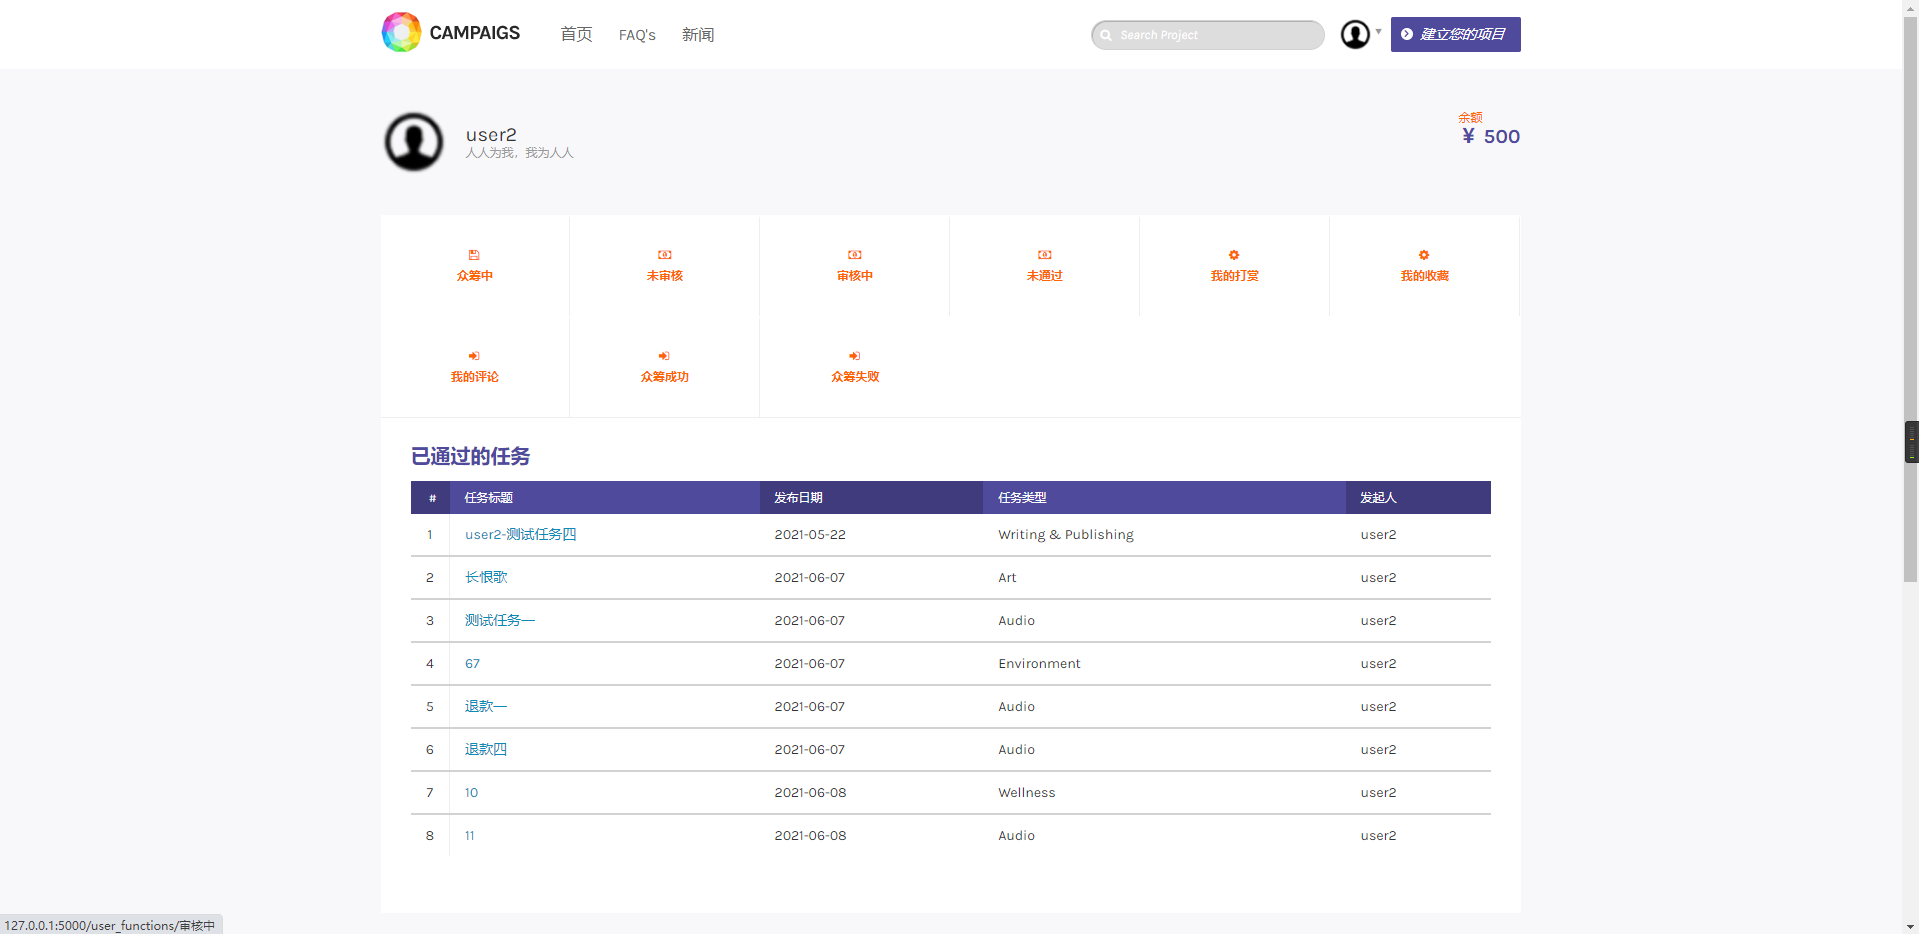 CAMPAIGS 首页 FAQ's 新闻 Search Project 建立您的项目
user2
人人为我，我为人人
余额
¥ 500
众筹中 未审核 审核中 未通过 我的打赏 我的收藏
我的评论 众筹成功 众筹失败
已通过的任务
# 任务标题 发布日期 任务类型 发起人
1 user2-测试任务四 2021-05-22 Writing & Publishing user2
2 长恨歌 2021-06-07 Art user2
3 测试任务一 2021-06-07 Audio user2
4 67 2021-06-07 Environment user2
5 退款一 2021-06-07 Audio user2
6 退款四 2021-06-07 Audio user2
7 10 2021-06-08 Wellness user2
8 11 2021-06-08 Audio user2
127.0.0.1:5000/user_functions/审核中